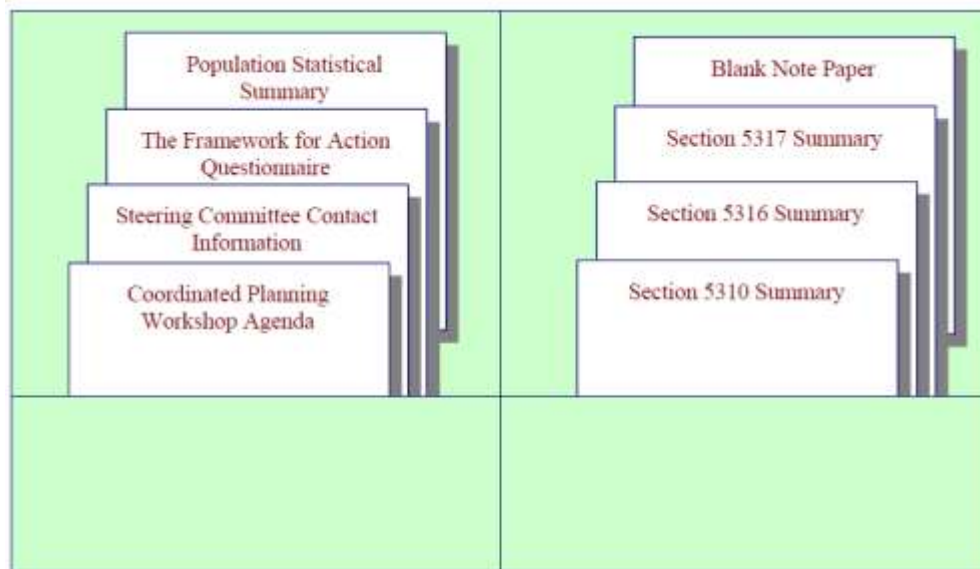 Population Statistical
Summary
The Framework for Action
Questionnaire
Steering Committee Contact
Information
Coordinated Planning
Workshop Agenda
Blank Note Paper
Section 5317 Summary
Section 5316 Summary
Section 5310 Summary